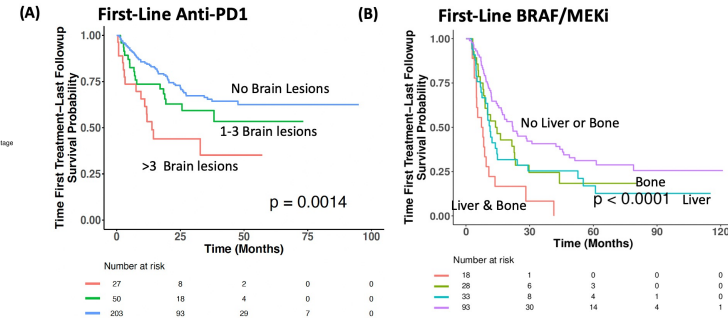 (A)
First-Line Anti-PD1
Time First Treatment-Last Followup
Survival Probability
1.00
0.75
0.50
0.25
0.00
No Brain Lesions
1-3 Brain lesions
>3 Brain lesions
p = 0.0014
0 25 50 75 100
Time (Months)
Number at risk
27 8 2 0 0
50 18 4 0 0
203 93 29 7 0
tage
(B)
First-Line BRAF/MEKi
Time First Treatment-Last Followup
Survival Probability
1.00
0.75
0.50
0.25
0.00
No Liver or Bone
Bone
Liver
Liver & Bone
p < 0.0001
0 30 60 90 120
Time (Months)
Number at risk
18 1 0 0 0
28 6 3 0 0
33 8 4 1 0
93 30 14 4 1